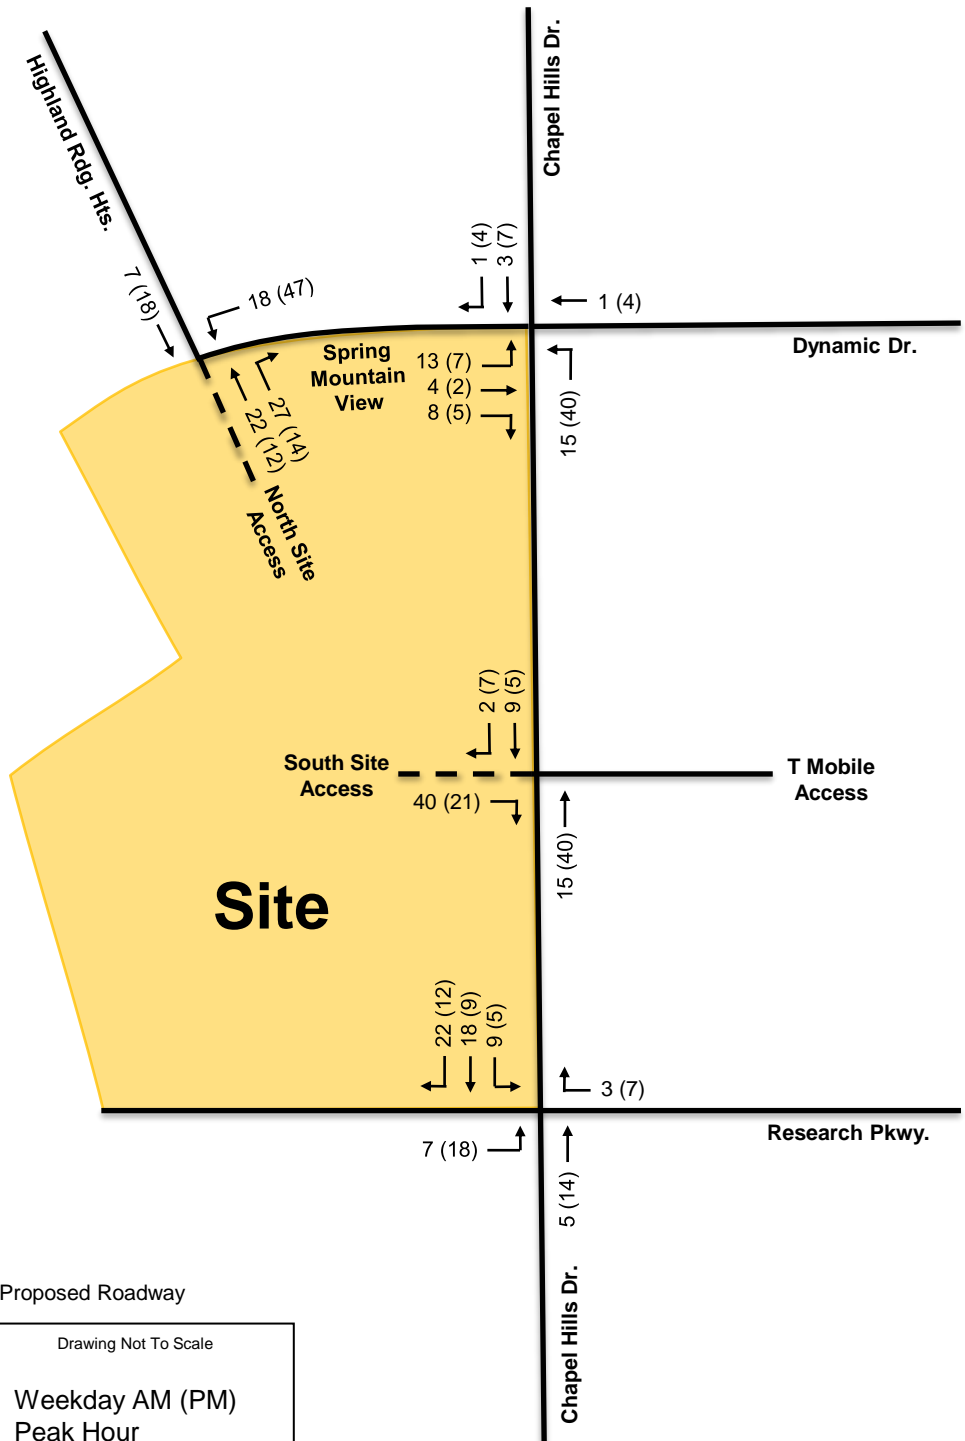 Chapel Hills Dr.
Highland Rdg. Hts.
1 (4)
3 (7)
7 (18)
18 (47)
1 (4)
Dynamic Dr.
Spring
Mountain
View
13 (7)
4 (2)
8 (5)
15 (40)
27 (14)
22 (12)
North Site
Access
2 (7)
9 (5)
South Site
Access
T Mobile
Access
40 (21)
15 (40)
Site
22 (12)
18 (9)
9 (5)
3 (7)
Research Pkwy.
7 (18)
5 (14)
Chapel Hills Dr.
Proposed Roadway
Drawing Not To Scale
Weekday AM (PM)
Peak Hour